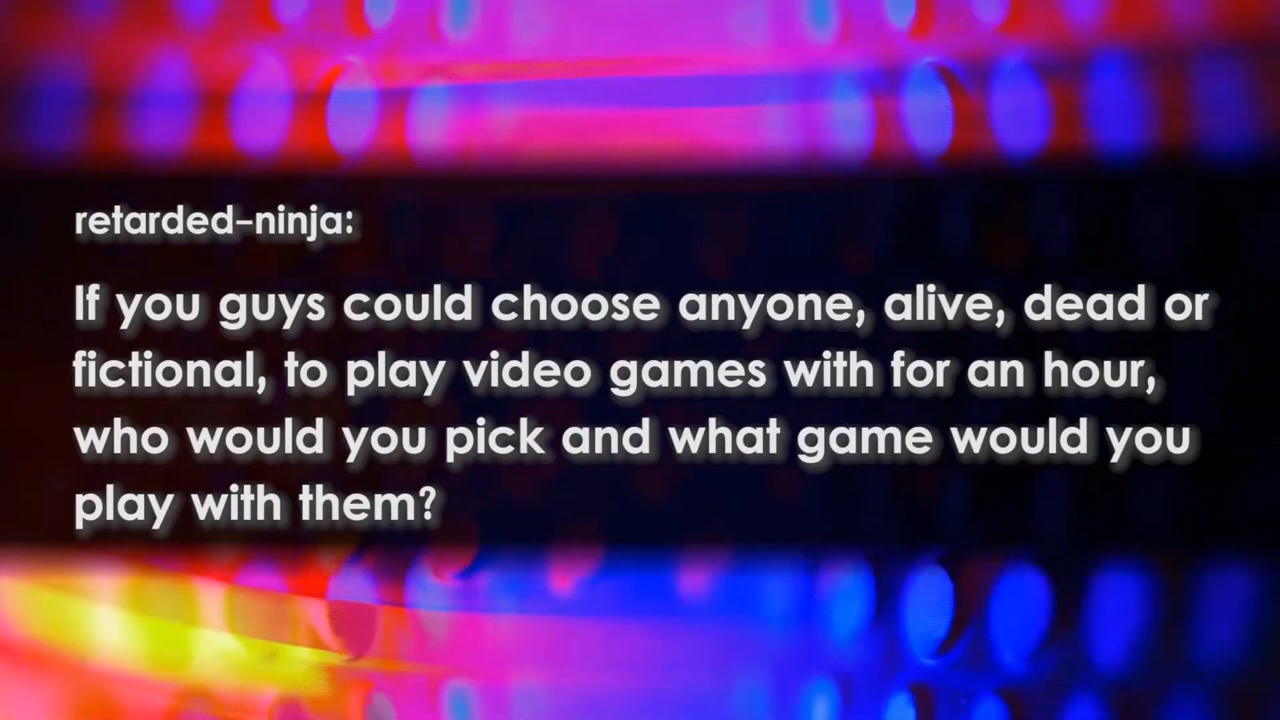 retarded-ninja:
If you guys could choose anyone, alive, dead or
fictional, to play video games with for an hour,
who would you pick and what game would you
play with them?